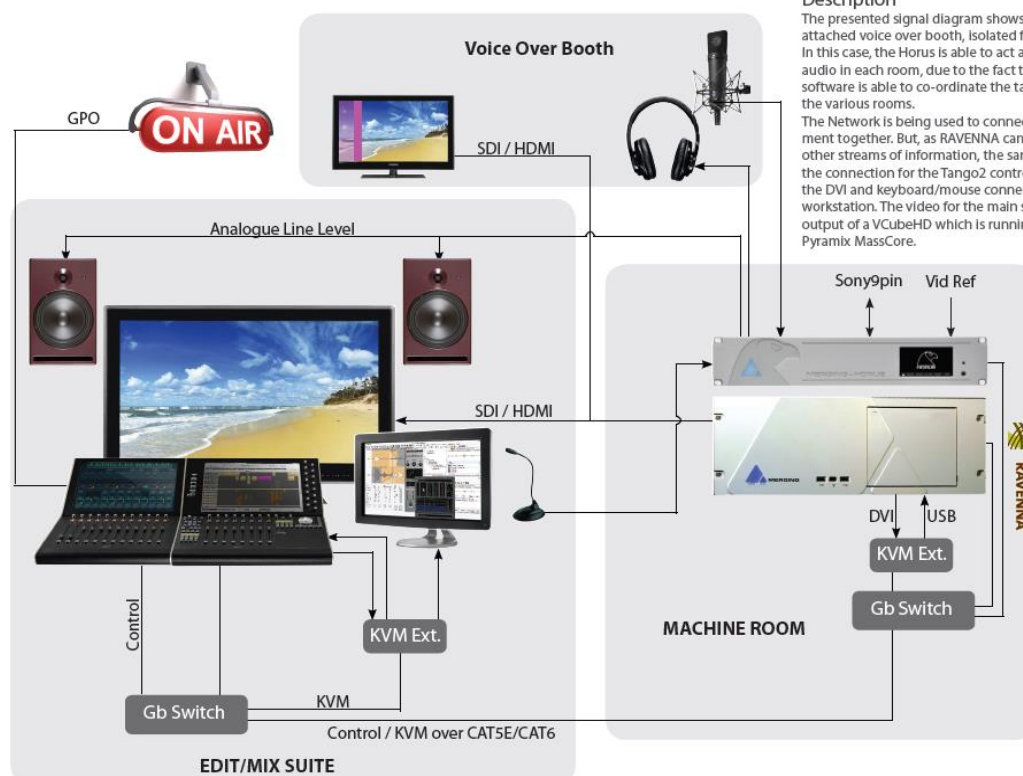 Description
The presented signal diagram shows
attached voice over booth, isolated f
In this case, the Horus is able to act a
audio in each room, due to the fact t
software is able to co-ordinate the ta
the various rooms.
The Network is being used to connec
ment together. But, as RAVENNA can
other streams of information, the sar
the connection for the Tango2 contro
the DVI and keyboard/mouse conne
workstation. The video for the main s
output of a VCubeHD which is runnin
Pyramix MassCore.
Voice Over Booth
GPO
ON AIR
SDI / HDMI
Analogue Line Level
Sony9pin
Vid Ref
MERGING
HORUS
SDI / HDMI
MERGING
RAVENNA
DVI
USB
KVM Ext.
Gb Switch
MACHINE ROOM
Control
KVM Ext.
KVM
Gb Switch
Control / KVM over CAT5E/CAT6
EDIT/MIX SUITE